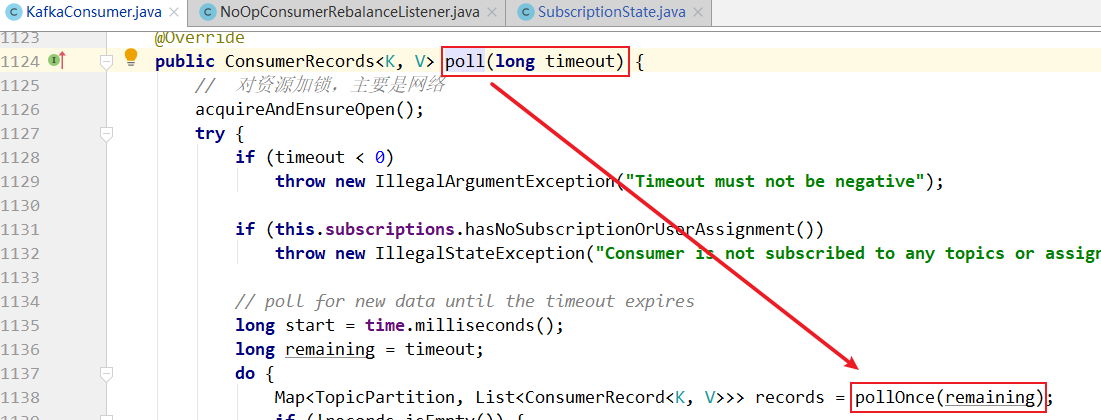 KafkaConsumer.java × NoOpConsumerRebalanceListener.java × SubscriptionState.java ×
1123 @Override
1124 public ConsumerRecords<K, V> poll(long timeout) {
1125 // 对资源加锁，主要是网络
1126 acquireAndEnsureOpen();
1127 try {
1128 if (timeout < 0)
1129 throw new IllegalArgumentException("Timeout must not be negative");
1130
1131 if (this.subscriptions.hasNoSubscriptionOrUserAssignment())
1132 throw new IllegalStateException("Consumer is not subscribed to any topics or assign
1133
1134 // poll for new data until the timeout expires
1135 long start = time.milliseconds();
1136 long remaining = timeout;
1137 do {
1138 Map<TopicPartition, List<ConsumerRecord<K, V>>> records = pollOnce(remaining);
if (!records.isEmpty()) {